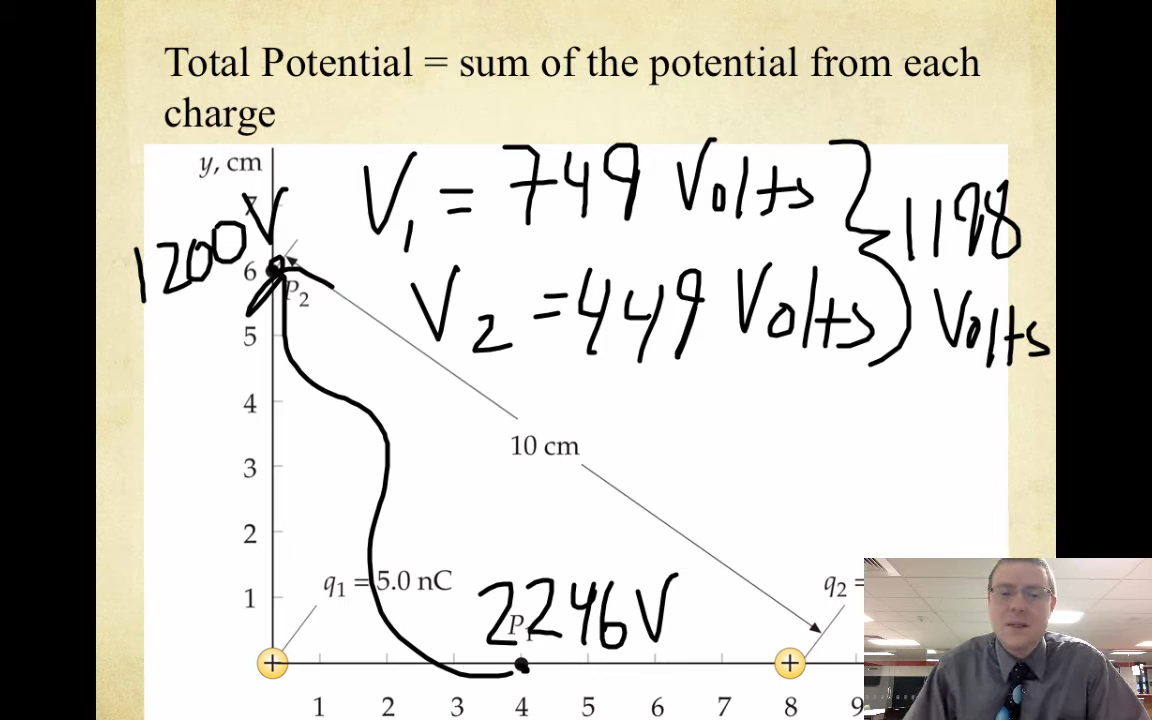 Total Potential = sum of the potential from each
charge
y, cm
7
V₁ = 749 Volts
1198
Volts
1200V
6
P₂
V₂ = 449 Volts
5
4
10 cm
3
2
q₁ = 5.0 nC
q₂ =
1
2246V
P₁
+
+
1 2 3 4 5 6 7 8 9